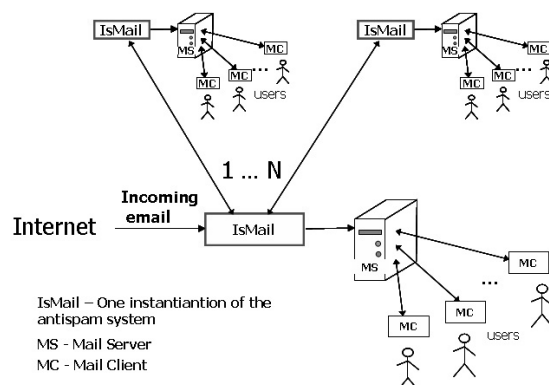 IsMail
MS
MC
MC
MC
...
users
IsMail
MS
MC
MC
MC
...
users
1 ... N
Incoming
email
Internet
IsMail
MS
MC
...
MC
MC
users
IsMail – One instantiantion of the
antispam system
MS - Mail Server
MC - Mail Client